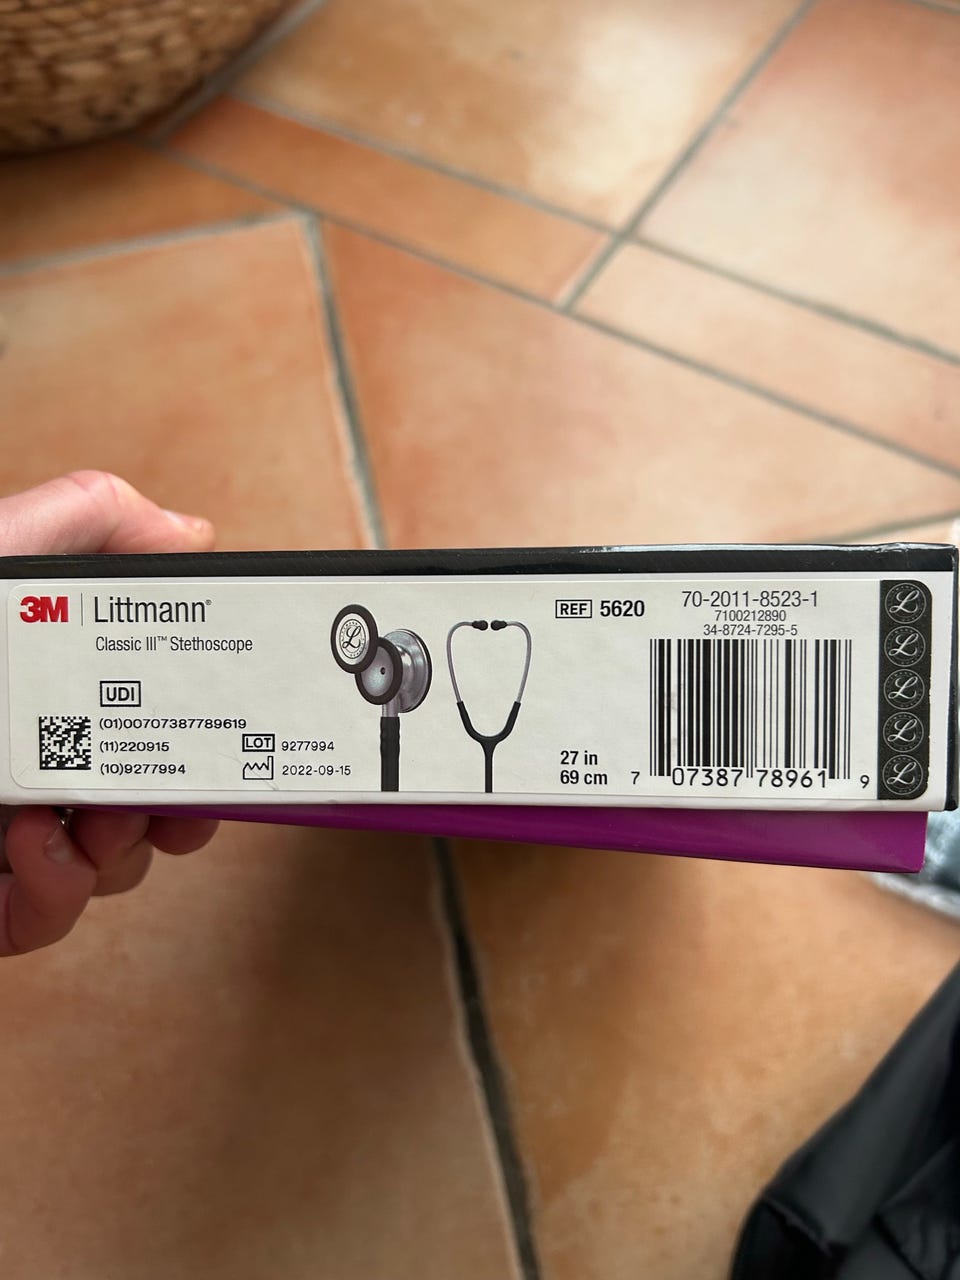 3M Littmann®
Classic III™ Stethoscope
UDI
(01)00707387789619
(11)220915
(10)9277994
LOT 9277994
2022-09-15
27 in
69 cm
REF 5620
70-2011-8523-1
7100212890
34-8724-7295-5
7 07387 78961 9